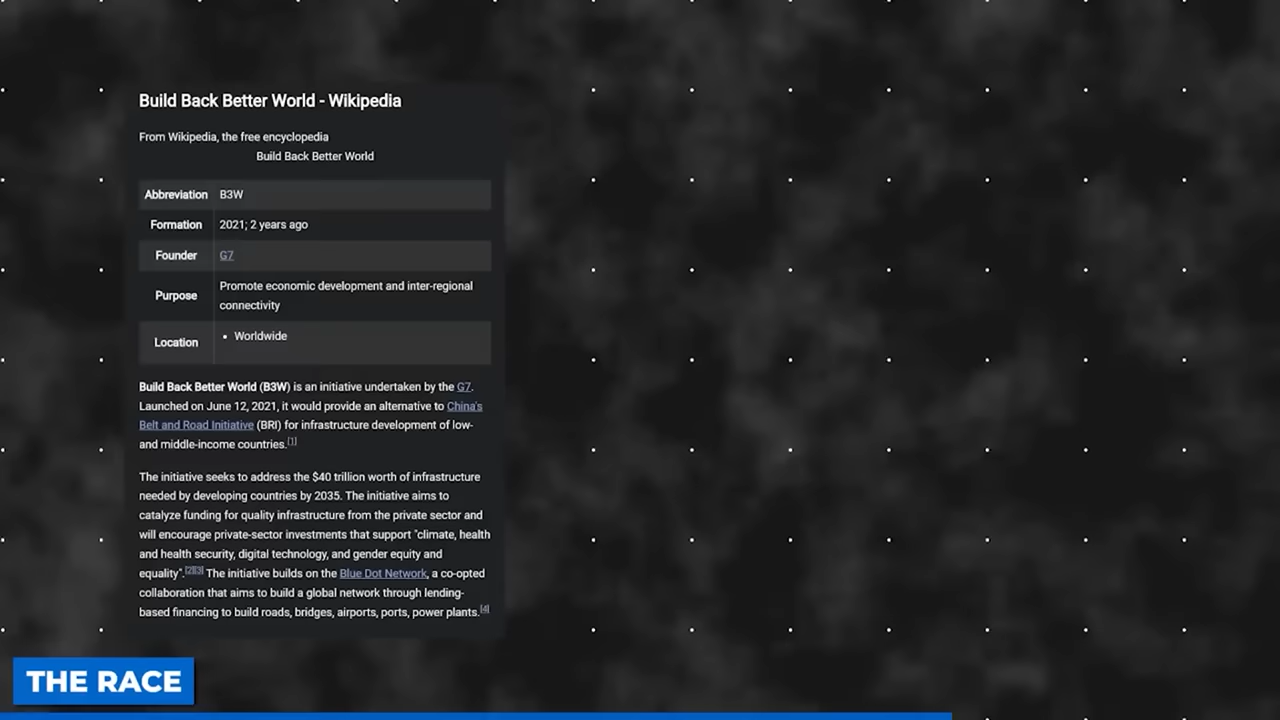 Build Back Better World - Wikipedia
From Wikipedia, the free encyclopedia
Build Back Better World
Abbreviation B3W
Formation 2021; 2 years ago
Founder G7
Purpose Promote economic development and inter-regional
connectivity
Location • Worldwide
Build Back Better World (B3W) is an initiative undertaken by the G7.
Launched on June 12, 2021, it would provide an alternative to China's
Belt and Road Initiative (BRI) for infrastructure development of low-
and middle-income countries.[1]
The initiative seeks to address the $40 trillion worth of infrastructure
needed by developing countries by 2035. The initiative aims to
catalyze funding for quality infrastructure from the private sector and
will encourage private-sector investments that support "climate, health
and health security, digital technology, and gender equity and
equality".[2][3] The initiative builds on the Blue Dot Network, a co-opted
collaboration that aims to build a global network through lending-
based financing to build roads, bridges, airports, ports, power plants.[4]
THE RACE